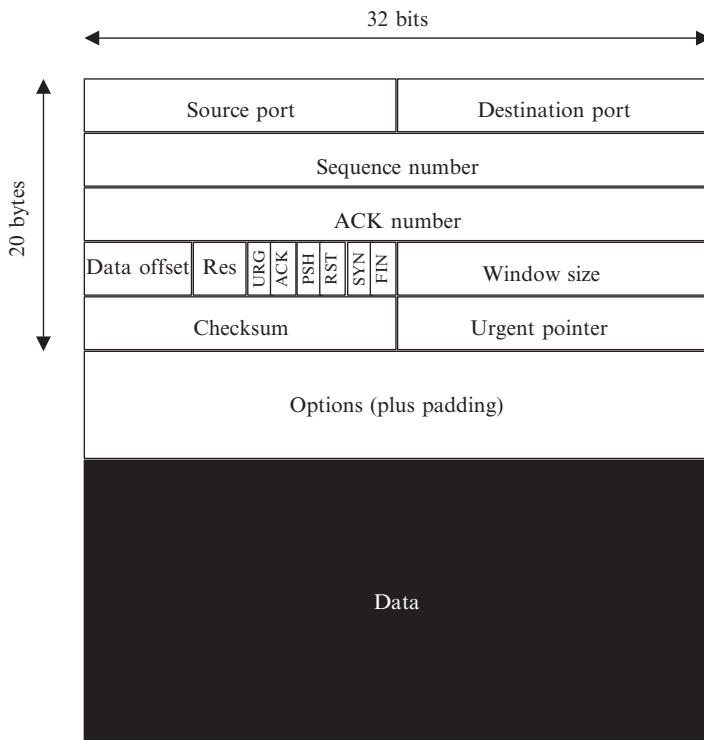 32 bits
20 bytes
Source port
Destination port
Sequence number
ACK number
Data offset
Res
URG
ACK
PSH
RST
SYN
FIN
Window size
Checksum
Urgent pointer
Options (plus padding)
Data